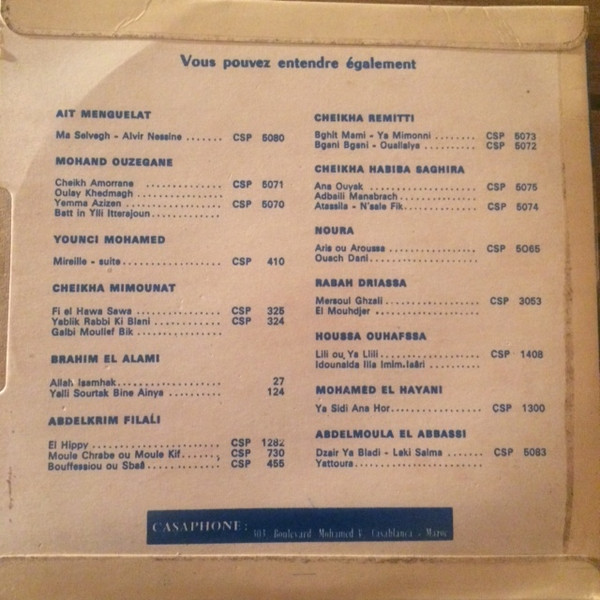 Vous pouvez entendre également
AIT MENGUELAT
Ma Selvegh - Alvir Nessine ....... CSP 5080
MOHAND OUZEGANE
Cheikh Amorrane ............ CSP 5071
Oulay Khedmagh .............
Yemma Azizen ............... CSP 5070
Batt in Yili Itterajoun.............
YOUNCI MOHAMED
Mireille - suite................ CSP 410
CHEIKHA MIMOUNAT
Fi el Hawa Sawa ............. CSP 325
Yablik Rabbi Ki Blani ............ CSP 324
Galbi Moulief Bik ................
BRAHIM EL ALAMI
Allah Isamhak................... 27
Yalli Sourtak Bine Ainya ......... 124
ABDELKRIM FILALI
El Hippy ..................... CSP 1282
Moule Chrabe ou Moule Kif....... CSP 730
Bouffessiou ou Sbaâ............. CSP 455
CHEIKHA REMITTI
Bghit Mami - Ya Mimonni ......... CSP 5073
Bgani Bgani - Ouallalya .......... CSP 5072
CHEIKHA HABIBA SAGHIRA
Ana Ouyak ................... CSP 5075
Adbaili Manabrach ...............
Atassila - N'sale Fik............. CSP 5074
NOURA
Aris ou Aroussa ................ CSP 5065
Ouach Dani.....................
RABAH DRIASSA
Mersoul Ghzali ................. CSP 3053
El Mouhdjer ....................
HOUSSA OUHAFSSA
Lili ou Ya Llili.................. CSP 1408
Idounaida Illa Imim.Isâri ..........
MOHAMED EL HAYANI
Ya Sidi Ana Hor................ CSP 1300
ABDELMOULA EL ABBASSI
Dzair Ya Bladi - Laki Salma ....... CSP 5083
Yattoura........................
CASAPHONE: 303, Boulevard Mohamed V, Casablanca - Maroc